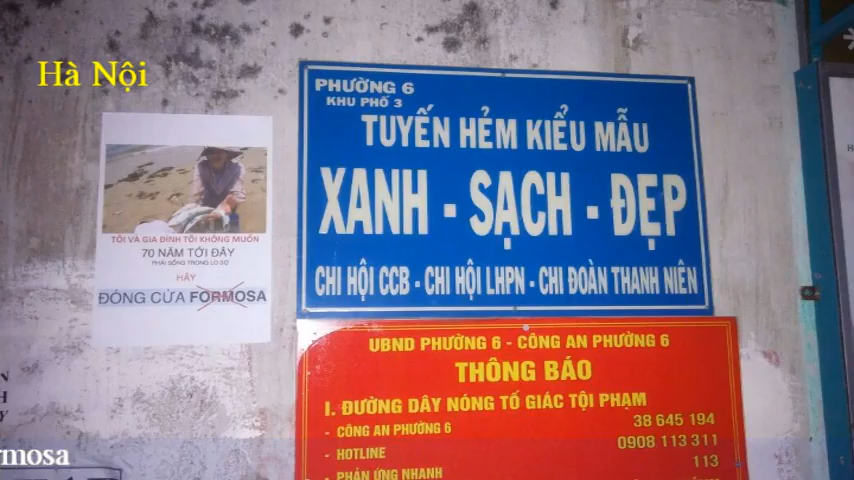 Hà Nội
TÔI VÀ GIA ĐÌNH TÔI KHÔNG MUỐN
70 NĂM TỚI ĐÂY
PHẢI SỐNG TRONG LO SỢ
HÃY
ĐÓNG CỬA FORMOSA
PHƯỜNG 6
KHU PHỐ 3
TUYẾN HẺM KIỂU MẪU
XANH - SẠCH - ĐẸP
CHI HỘI CCB - CHI HỘI LHPN - CHI ĐOÀN THANH NIÊN
UBND PHƯỜNG 6 - CÔNG AN PHƯỜNG 6
THÔNG BÁO
I. ĐƯỜNG DÂY NÓNG TỐ GIÁC TỘI PHẠM
- CÔNG AN PHƯỜNG 6 38 645 194
- HOTLINE 0908 113 311
- PHẢN ỨNG NHANH 113
rmosa